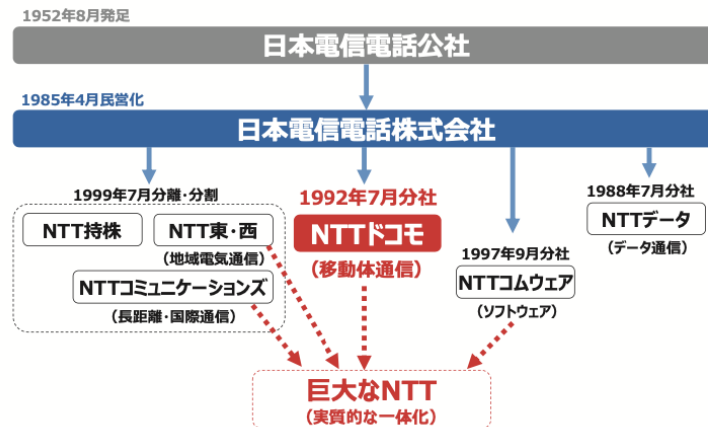 1952年8月発足
日本電信電話公社
1985年4月民営化
日本電信電話株式会社
1999年7月分離・分割
NTT持株
NTT東・西
(地域電気通信)
NTTコミュニケーションズ
(長距離・国際通信)
1992年7月分社
NTTドコモ
(移動体通信)
1997年9月分社
NTTコムウェア
(ソフトウェア)
1988年7月分社
NTTデータ
(データ通信)
巨大なNTT
(実質的な一体化)